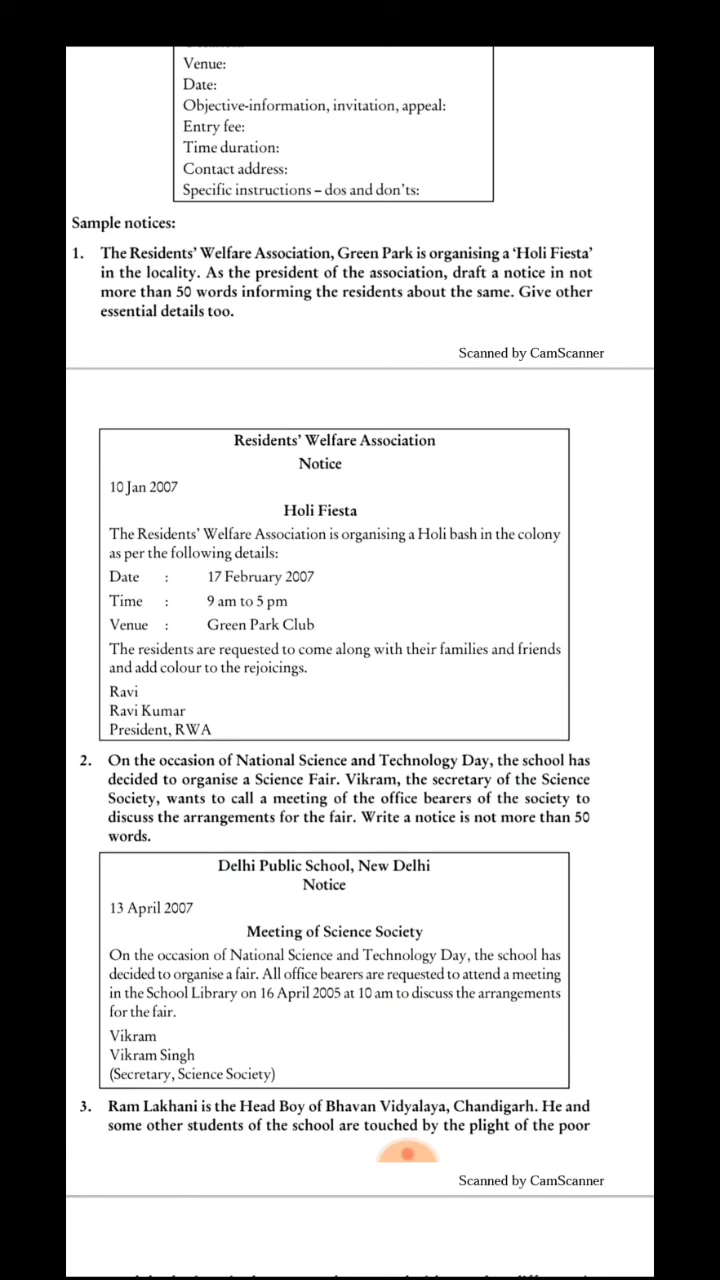 Venue:
Date:
Objective-information, invitation, appeal:
Entry fee:
Time duration:
Contact address:
Specific instructions – dos and don'ts:
Sample notices:
1. The Residents' Welfare Association, Green Park is organising a 'Holi Fiesta'
in the locality. As the president of the association, draft a notice in not
more than 50 words informing the residents about the same. Give other
essential details too.
Scanned by CamScanner
Residents' Welfare Association
Notice
10 Jan 2007
Holi Fiesta
The Residents' Welfare Association is organising a Holi bash in the colony
as per the following details:
Date : 17 February 2007
Time : 9 am to 5 pm
Venue : Green Park Club
The residents are requested to come along with their families and friends
and add colour to the rejoicings.
Ravi
Ravi Kumar
President, RWA
2. On the occasion of National Science and Technology Day, the school has
decided to organise a Science Fair. Vikram, the secretary of the Science
Society, wants to call a meeting of the office bearers of the society to
discuss the arrangements for the fair. Write a notice is not more than 50
words.
Delhi Public School, New Delhi
Notice
13 April 2007
Meeting of Science Society
On the occasion of National Science and Technology Day, the school has
decided to organise a fair. All office bearers are requested to attend a meeting
in the School Library on 16 April 2005 at 10 am to discuss the arrangements
for the fair.
Vikram
Vikram Singh
(Secretary, Science Society)
3. Ram Lakhani is the Head Boy of Bhavan Vidyalaya, Chandigarh. He and
some other students of the school are touched by the plight of the poor
Scanned by CamScanner